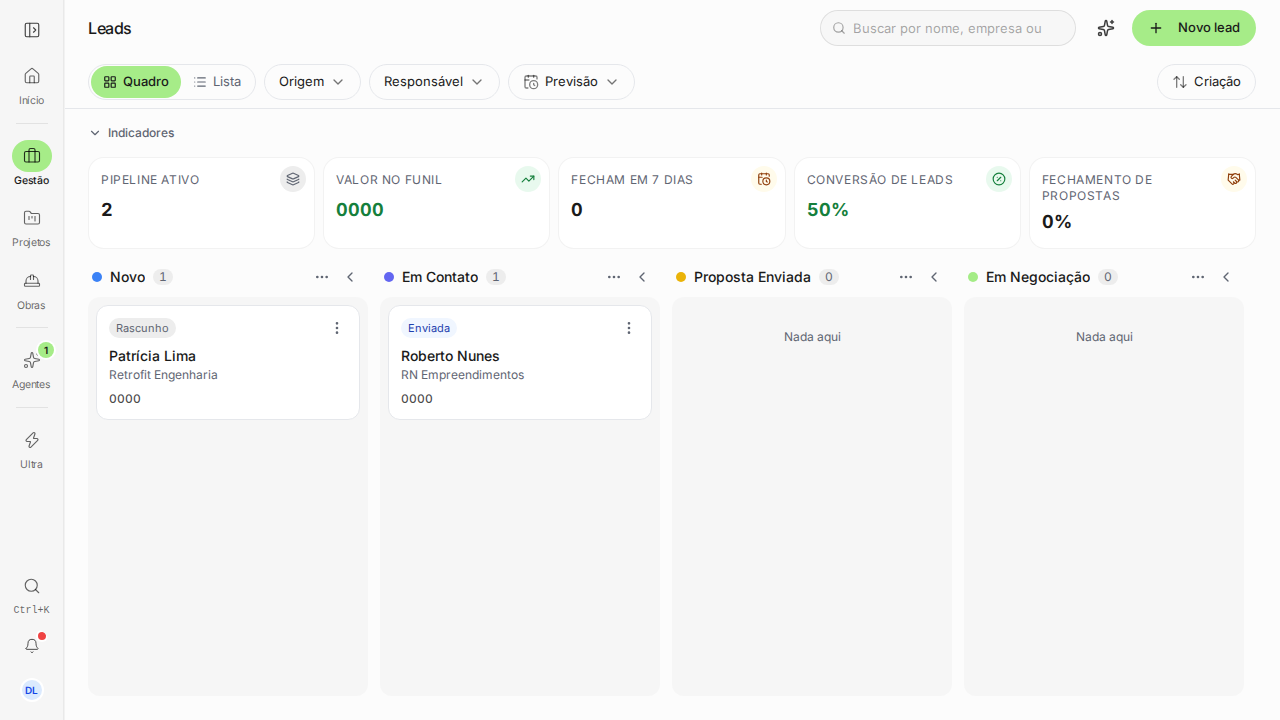 Leads
Buscar por nome, empresa ou
Novo lead
Início
Gestão
Projetos
Obras
1
Agentes
Ultra
Ctrl+K
DL
Quadro
Lista
Origem
Responsável
Previsão
Criação
Indicadores
PIPELINE ATIVO
2
VALOR NO FUNIL
0000
FECHAM EM 7 DIAS
0
CONVERSÃO DE LEADS
50%
FECHAMENTO DE
PROPOSTAS
0%
Novo 1
Rascunho
Patrícia Lima
Retrofit Engenharia
0000
Em Contato 1
Enviada
Roberto Nunes
RN Empreendimentos
0000
Proposta Enviada 0
Nada aqui
Em Negociação 0
Nada aqui